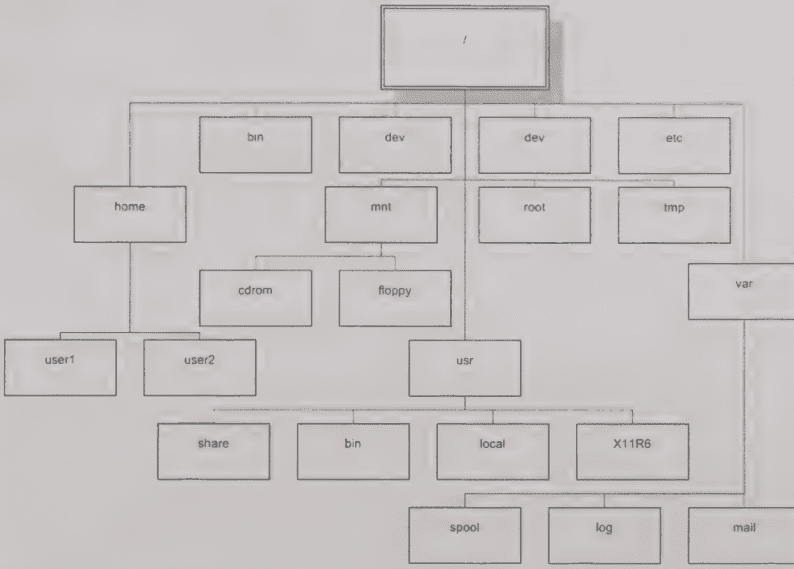 /
bin
dev
dev
etc
home
mnt
root
tmp
cdrom
floppy
var
user1
user2
usr
share
bin
local
X11R6
spool
log
mail